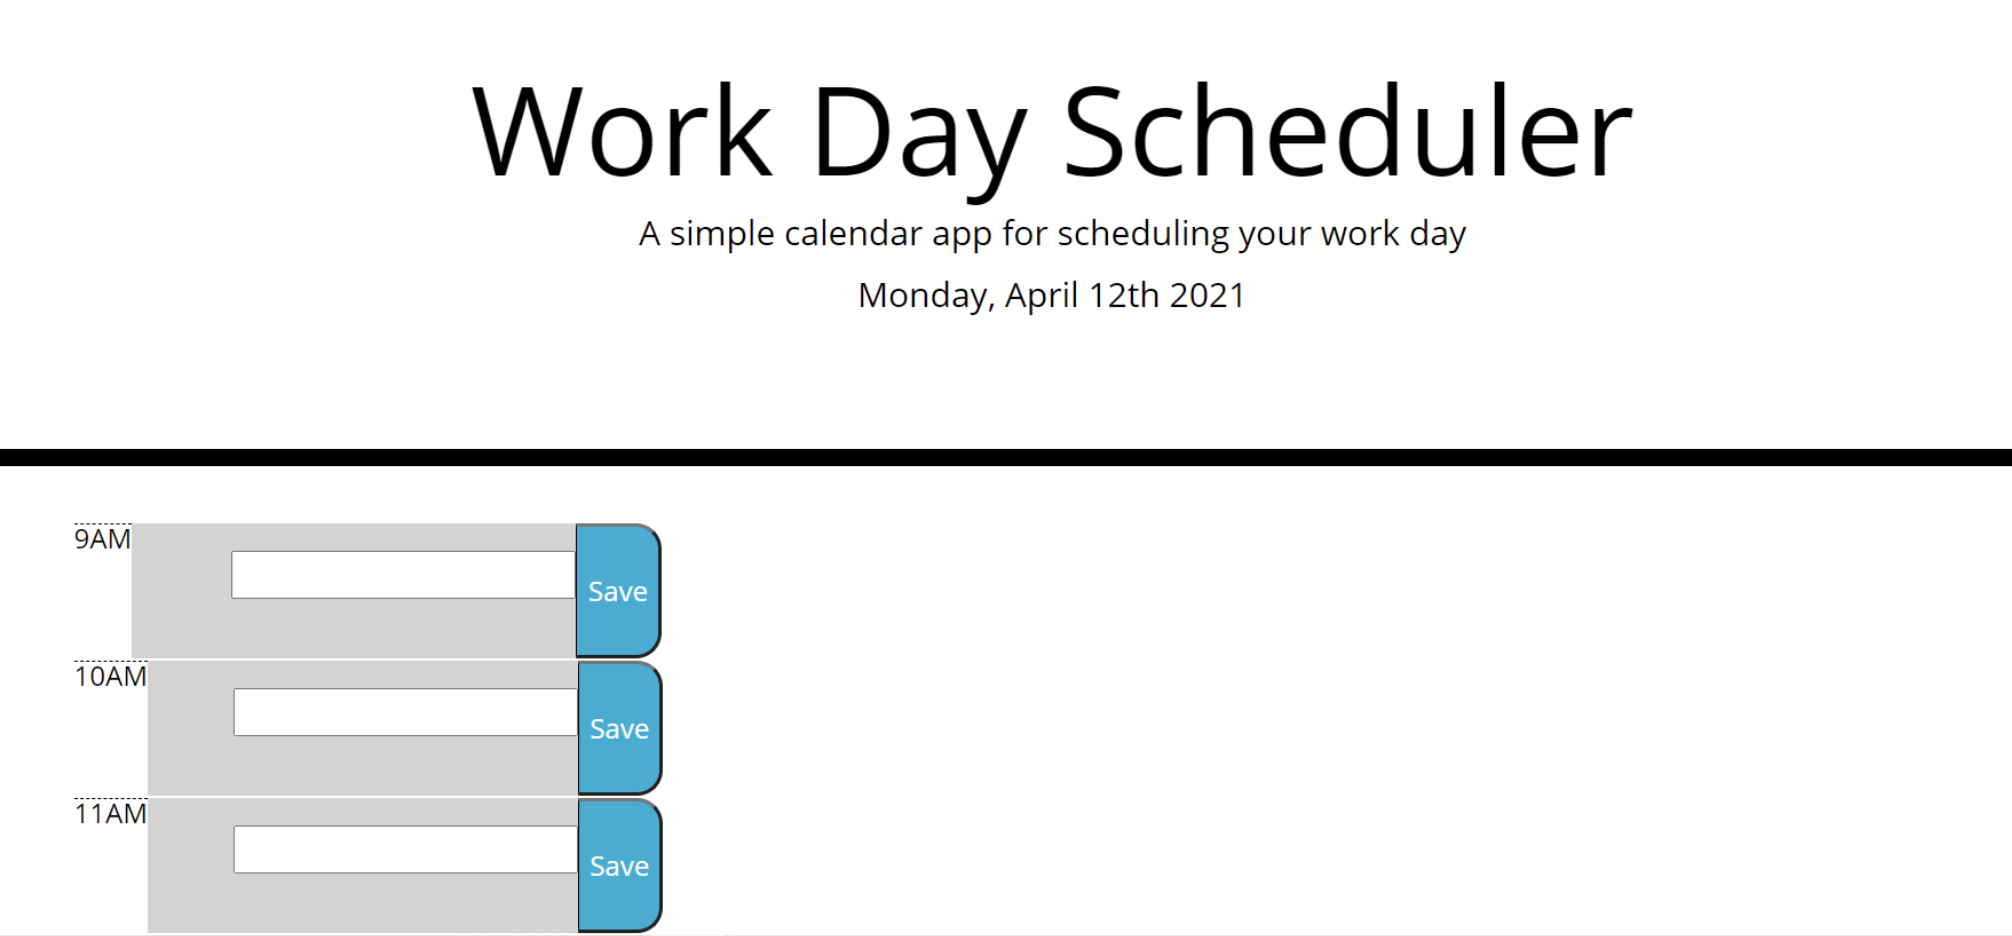 Work Day Scheduler
A simple calendar app for scheduling your work day
Monday, April 12th 2021
9AM
Save
10AM
Save
11AM
Save